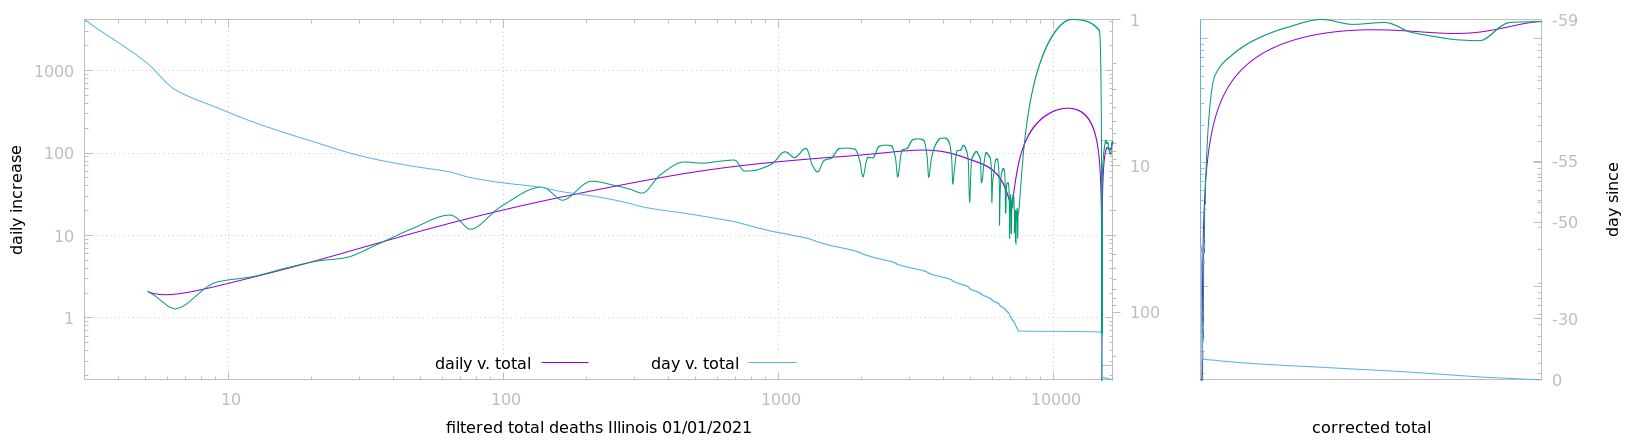 daily increase
1000
100
10
1
10
100
1000
10000
filtered total deaths Illinois 01/01/2021
daily v. total
day v. total
1
10
100
-59
-55
-50
-30
0
day since
corrected total